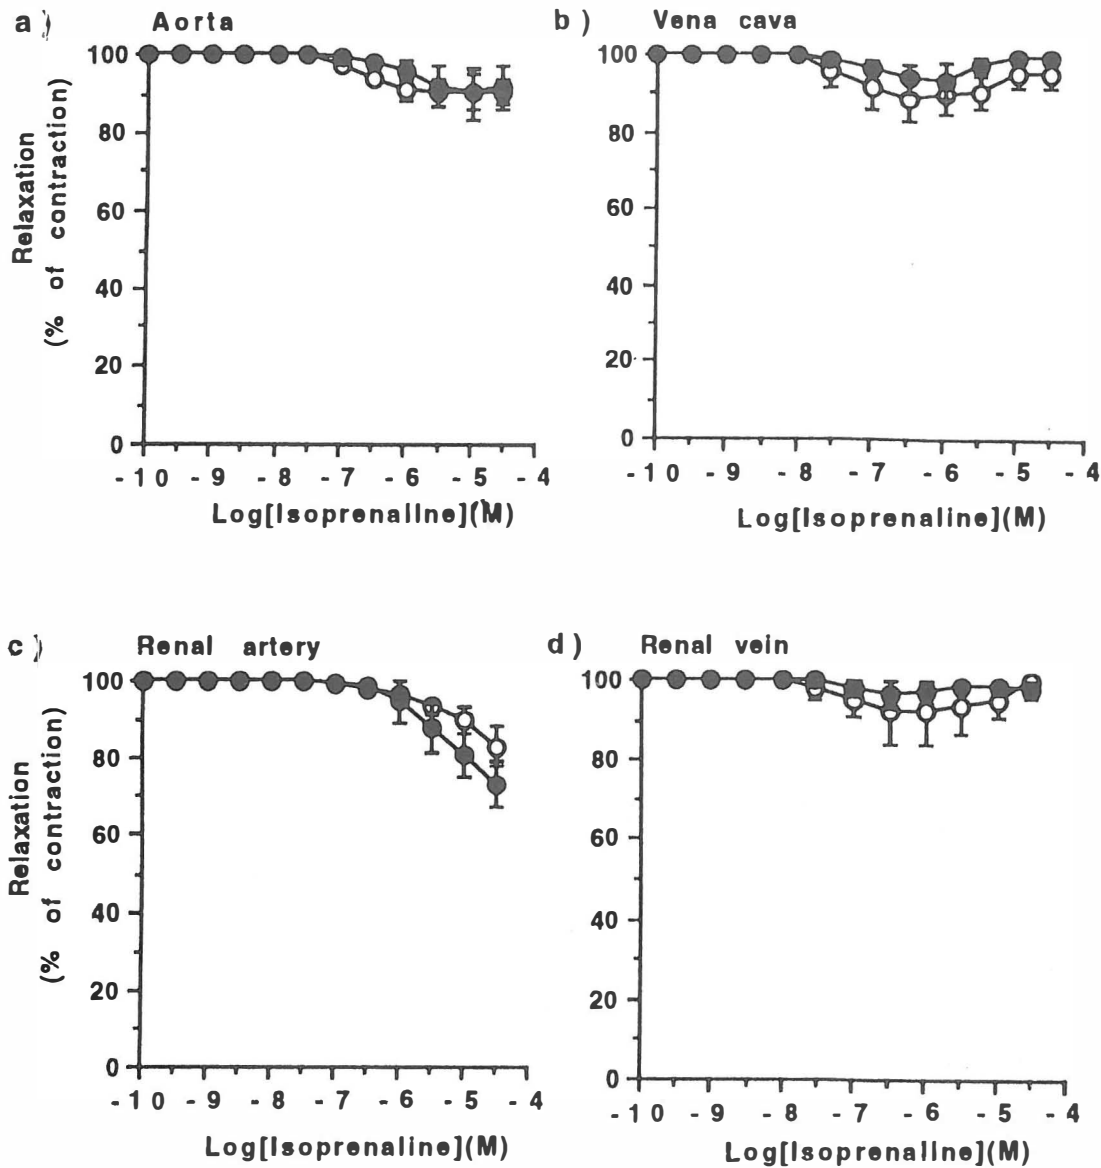 a) Aorta
Relaxation
(% of contraction)
100
80
60
40
20
0
-10 -9 -8 -7 -6 -5 -4
Log[Isoprenaline](M)
b) Vena cava
100
80
60
40
20
0
-10 -9 -8 -7 -6 -5 -4
Log[Isoprenaline](M)
c) Renal artery
Relaxation
(% of contraction)
100
80
60
40
20
0
-10 -9 -8 -7 -6 -5 -4
Log[Isoprenaline](M)
d) Renal vein
100
80
60
40
20
0
-10 -9 -8 -7 -6 -5 -4
Log[Isoprenaline](M)